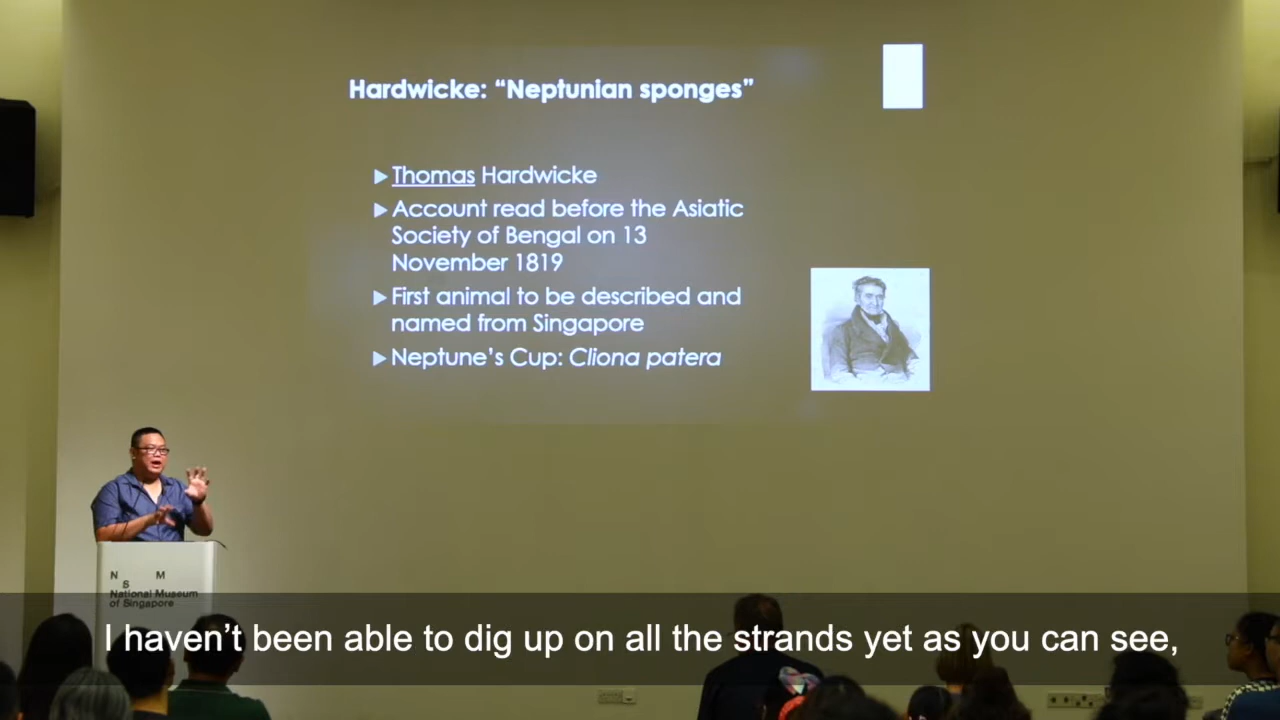 Hardwicke: “Neptunian sponges”
Thomas Hardwicke
Account read before the Asiatic
Society of Bengal on 13
November 1819
First animal to be described and
named from Singapore
Neptune’s Cup: Cliona patera
N M
S
National Museum
of Singapore
I haven’t been able to dig up on all the strands yet as you can see,